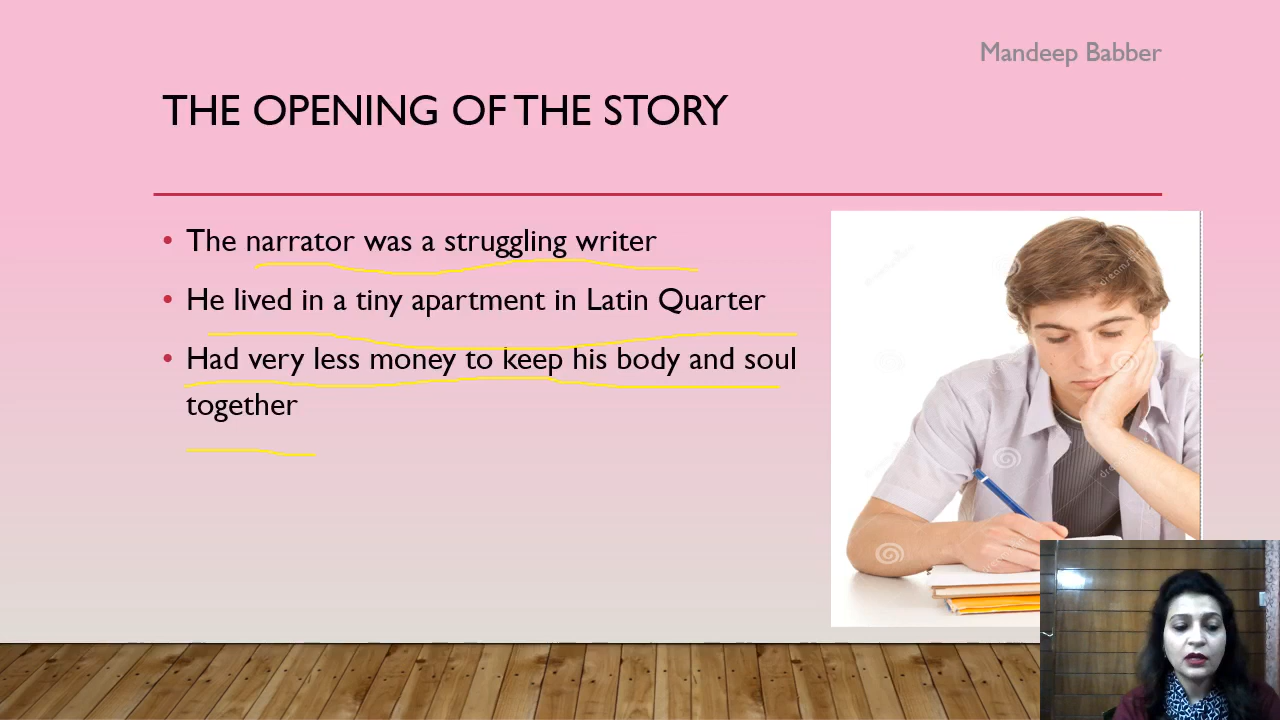 Mandeep Babber
THE OPENING OF THE STORY
• The narrator was a struggling writer
• He lived in a tiny apartment in Latin Quarter
• Had very less money to keep his body and soul
together